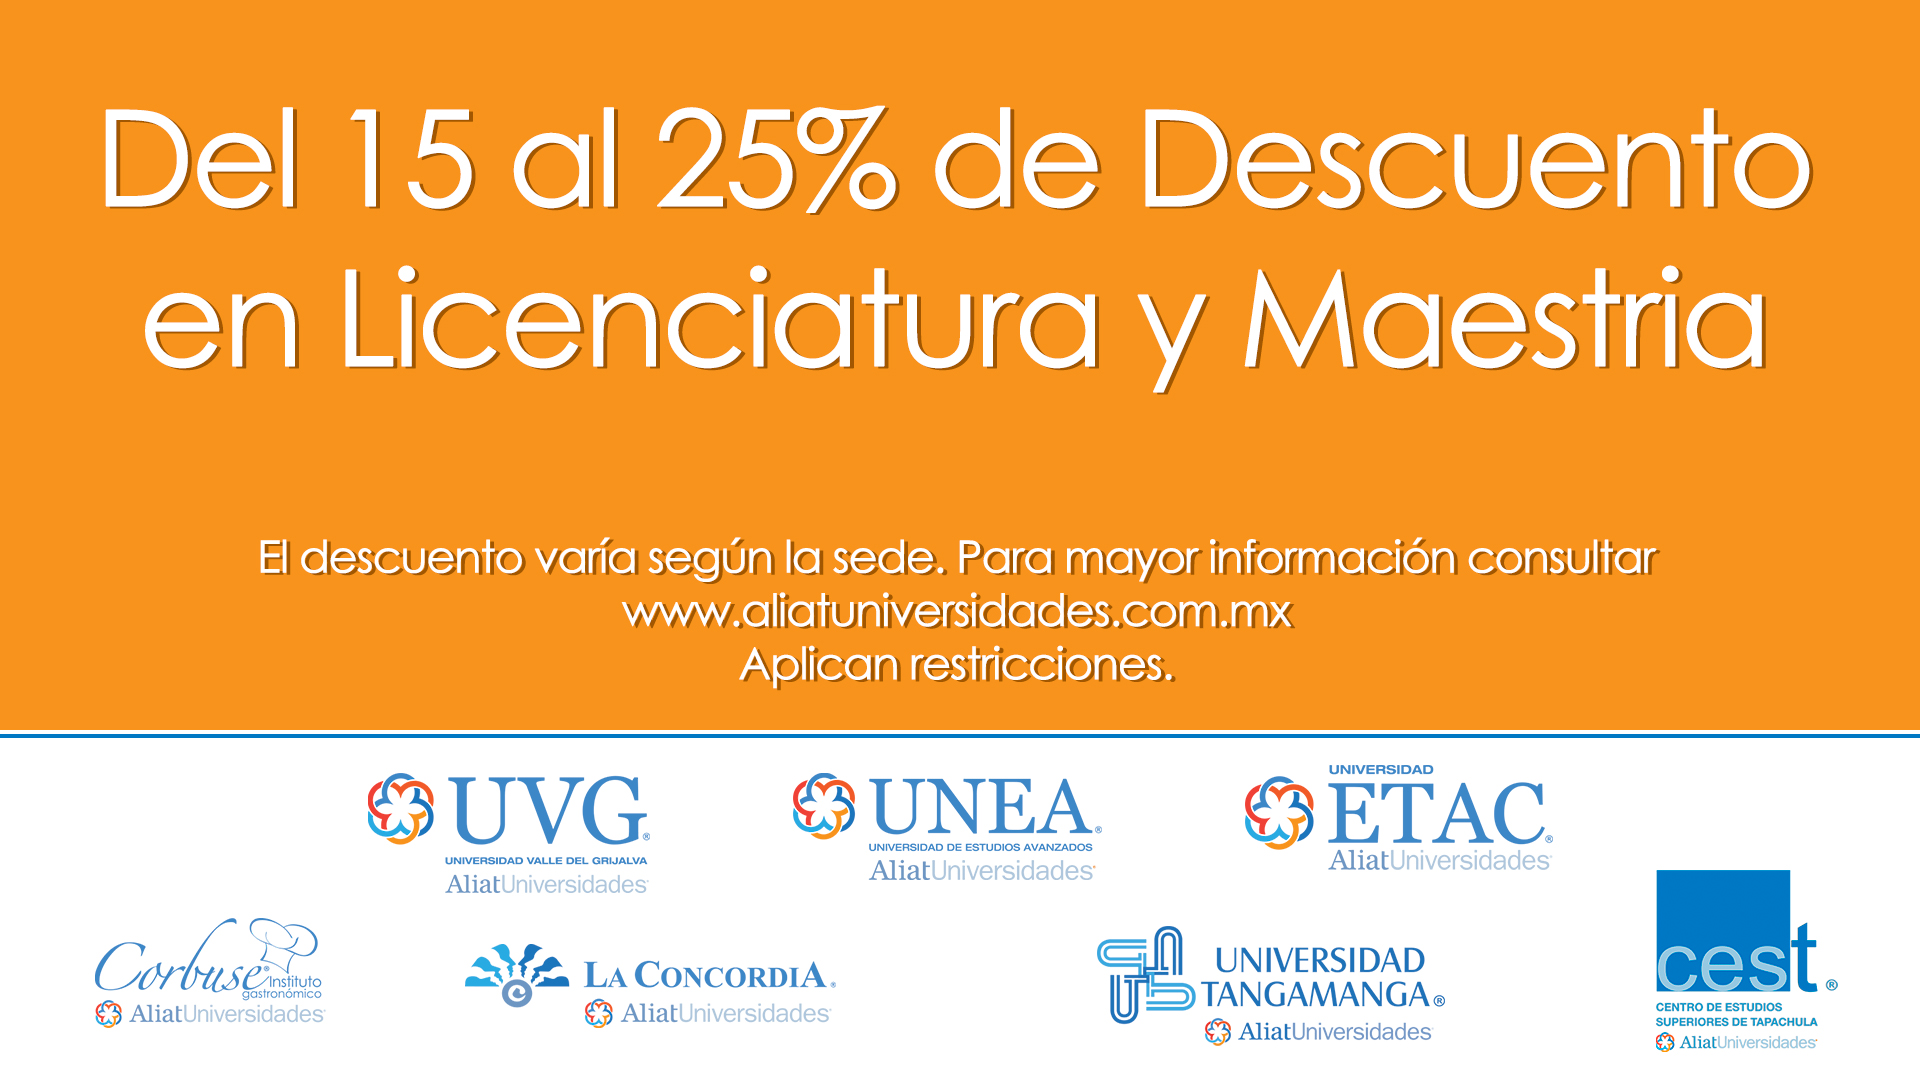 Del 15 al 25% de Descuento
en Licenciatura y Maestria
El descuento varía según la sede. Para mayor información consultar
www.aliatuniversidades.com.mx
Aplican restricciones.
UVG®
UNIVERSIDAD VALLE DEL GRIJALVA
AliatUniversidades
UNEA®
UNIVERSIDAD DE ESTUDIOS AVANZADOS
AliatUniversidades
UNIVERSIDAD
ETAC®
AliatUniversidades
Corbuse®
Instituto
gastronómico
AliatUniversidades
LA CONCORDIA®
AliatUniversidades
UNIVERSIDAD
TANGAMANGA®
AliatUniversidades
cest®
CENTRO DE ESTUDIOS
SUPERIORES DE TAPACHULA
AliatUniversidades